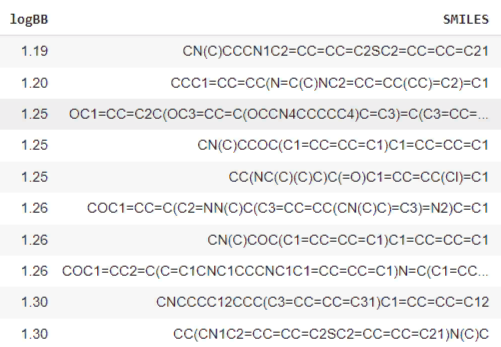 logBB SMILES
1.19 CN(C)CCCN1C2=CC=CC=C2SC2=CC=CC=C21
1.20 CCC1=CC=CC(N=C(C)NC2=CC=CC(CC)=C2)=C1
1.25 OC1=CC=C2C(OC3=CC=C(OCCN4CCCCC4)C=C3)=C(C3=CC=...
1.25 CN(C)CCOC(C1=CC=CC=C1)C1=CC=CC=C1
1.25 CC(NC(C)(C)C)C(=O)C1=CC=CC(Cl)=C1
1.26 COC1=CC=C(C2=NN(C)C(C3=CC=CC(CN(C)C)=C3)=N2)C=C1
1.26 CN(C)COC(C1=CC=CC=C1)C1=CC=CC=C1
1.26 COC1=CC2=C(C=C1CNC1CCCNC1C1=CC=CC=C1)N=C(C1=CC...
1.30 CNCCCC12CCC(C3=CC=CC=C31)C1=CC=CC=C12
1.30 CC(CN1C2=CC=CC=C2SC2=CC=CC=C21)N(C)C